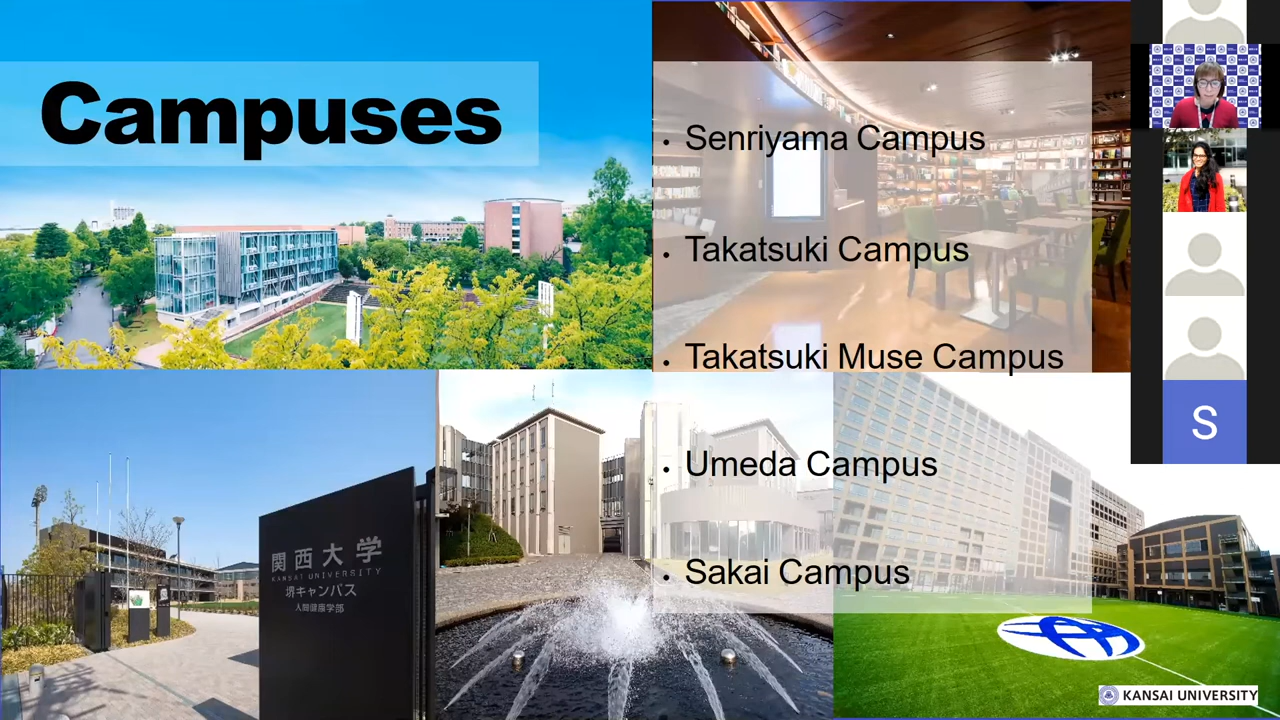 Campuses
• Senriyama Campus
• Takatsuki Campus
• Takatsuki Muse Campus
• Umeda Campus
• Sakai Campus
関西大学
KANSAI UNIVERSITY
堺キャンパス
人間健康学部
S
KANSAI UNIVERSITY